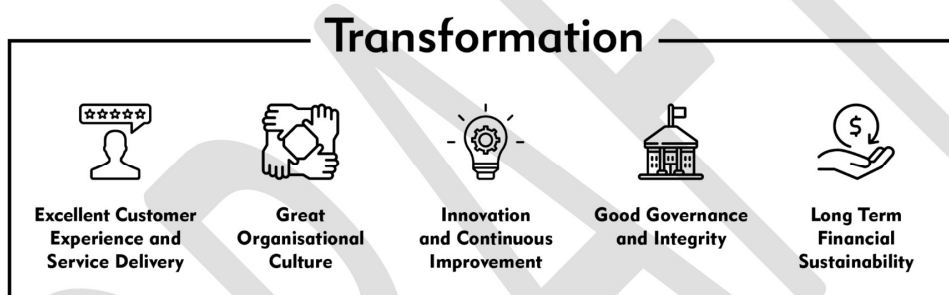 Transformation
Excellent Customer
Experience and
Service Delivery
Great
Organisational
Culture
Innovation
and Continuous
Improvement
Good Governance
and Integrity
$
Long Term
Financial
Sustainability